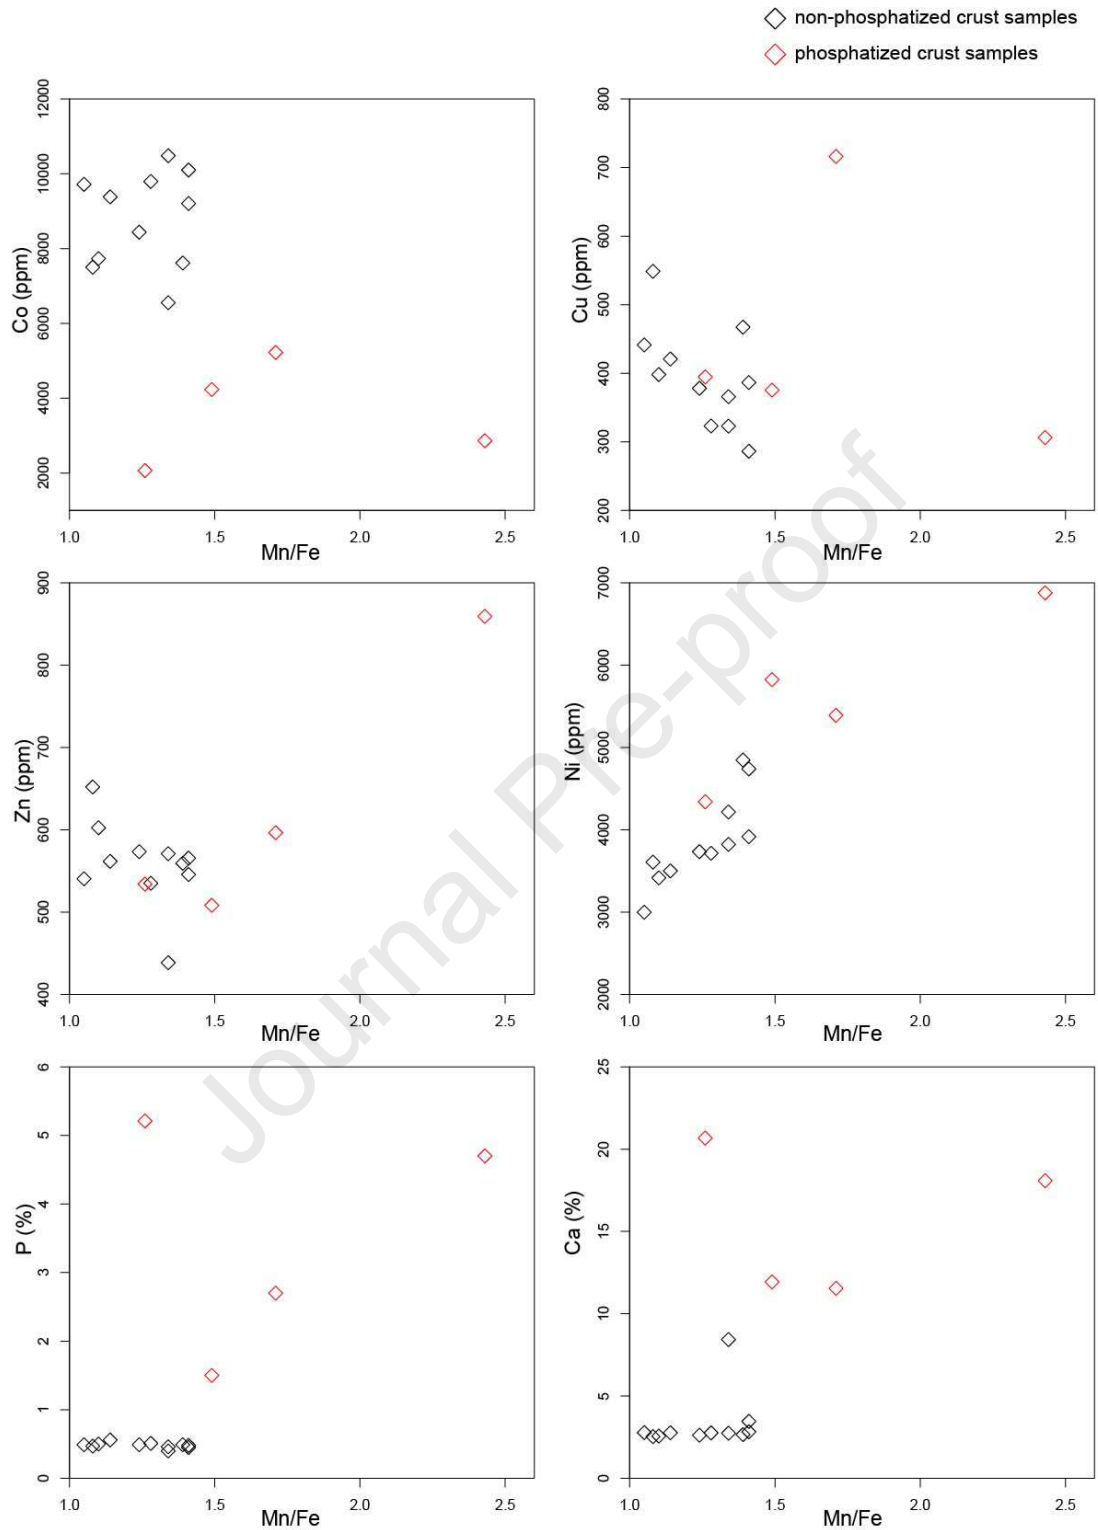 non-phosphatized crust samples
phosphatized crust samples
12000
10000
8000
6000
4000
2000
Co (ppm)
1.0 1.5 2.0 2.5
Mn/Fe
800
700
600
500
400
300
200
Cu (ppm)
1.0 1.5 2.0 2.5
Mn/Fe
900
800
700
600
500
400
Zn (ppm)
1.0 1.5 2.0 2.5
Mn/Fe
7000
6000
5000
4000
3000
2000
Ni (ppm)
1.0 1.5 2.0 2.5
Mn/Fe
6
5
4
3
2
1
0
P (%)
1.0 1.5 2.0 2.5
Mn/Fe
25
20
15
10
5
0
Ca (%)
1.0 1.5 2.0 2.5
Mn/Fe
Journal Pre-proof